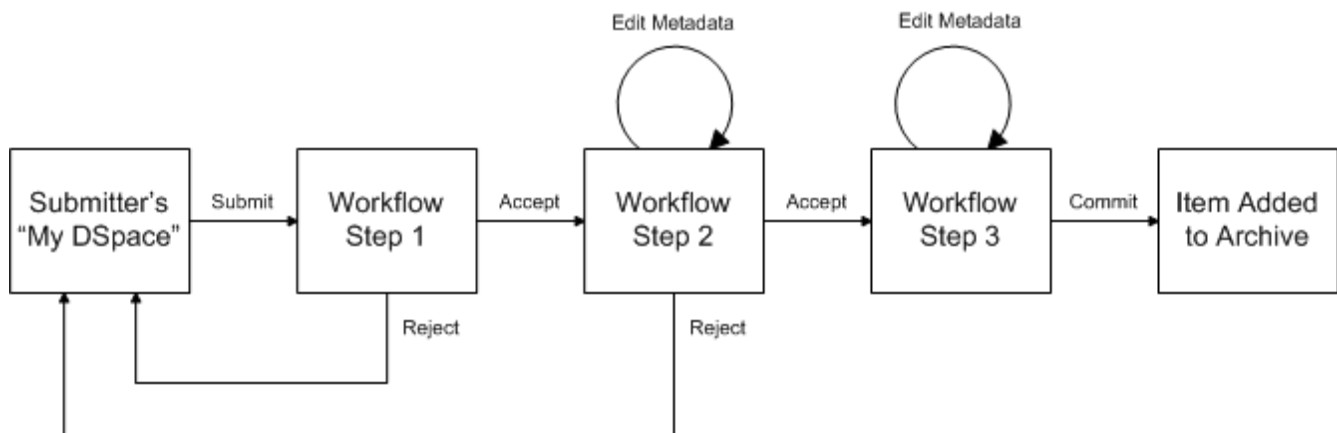 Edit Metadata
Edit Metadata
Submitter's
“My DSpace”
Submit
Workflow
Step 1
Accept
Workflow
Step 2
Accept
Workflow
Step 3
Commit
Item Added
to Archive
Reject
Reject